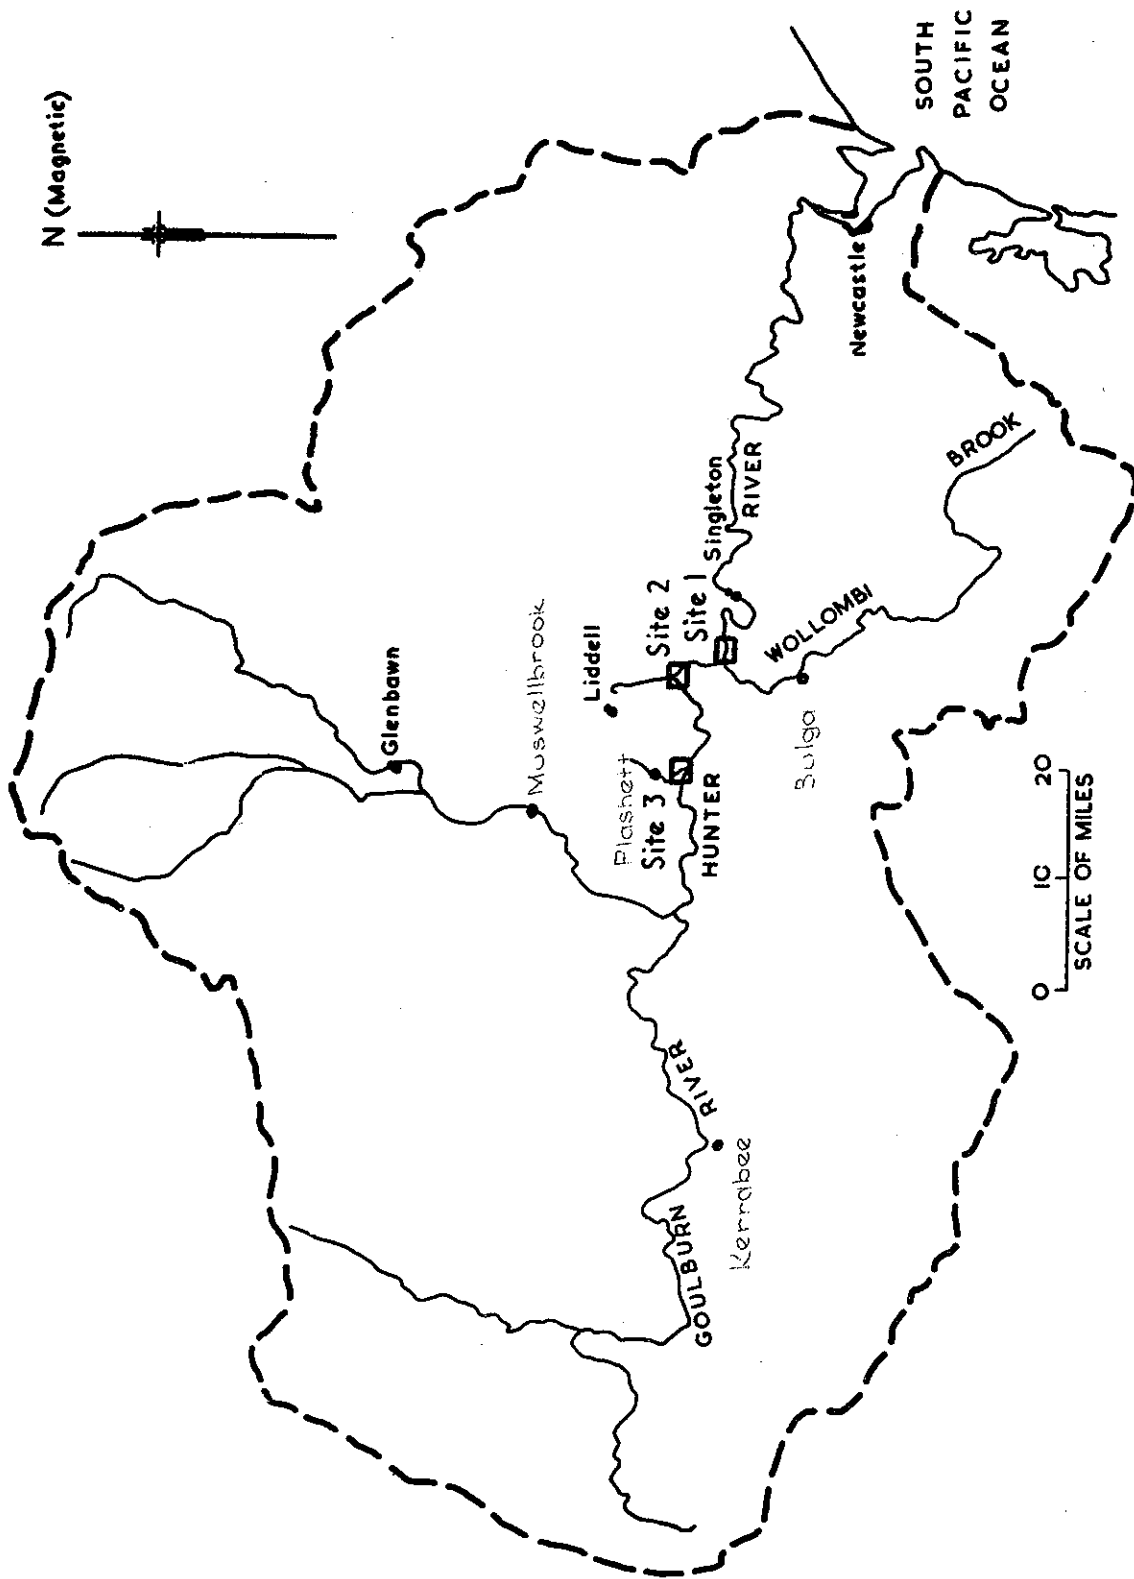 N (Magnetic)
SOUTH
PACIFIC
OCEAN
Glenbawn
Muswellbrook
Liddell
Plashett
Site 3
Site 2
Site 1
HUNTER
Singleton
RIVER
Newcastle
WOLLOMBI
BROOK
Bulga
GOULBURN
RIVER
Kerrabee
0 10 20
SCALE OF MILES